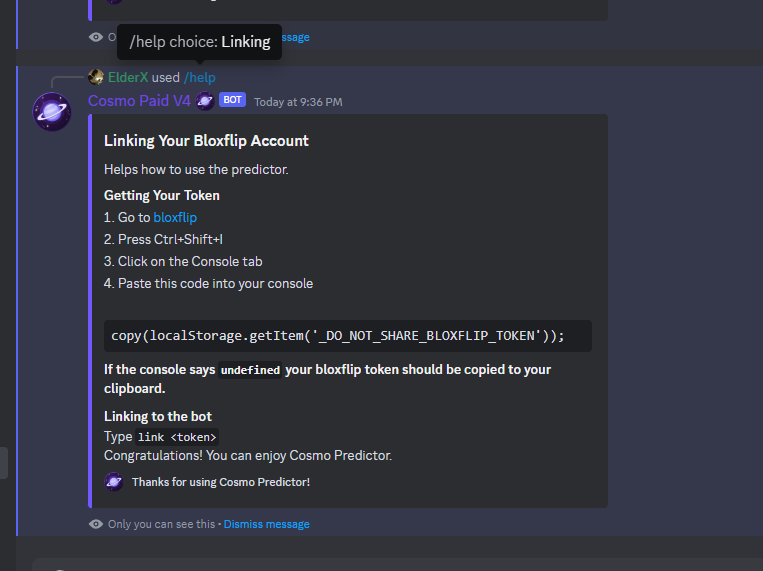 ssage
/help choice: Linking
ElderX used /help
Cosmo Paid V4 BOT Today at 9:36 PM
Linking Your Bloxflip Account
Helps how to use the predictor.
Getting Your Token
1. Go to bloxflip
2. Press Ctrl+Shift+I
3. Click on the Console tab
4. Paste this code into your console
copy(localStorage.getItem('_DO_NOT_SHARE_BLOXFLIP_TOKEN'));
If the console says undefined your bloxflip token should be copied to your
clipboard.
Linking to the bot
Type link <token>
Congratulations! You can enjoy Cosmo Predictor.
Thanks for using Cosmo Predictor!
Only you can see this • Dismiss message